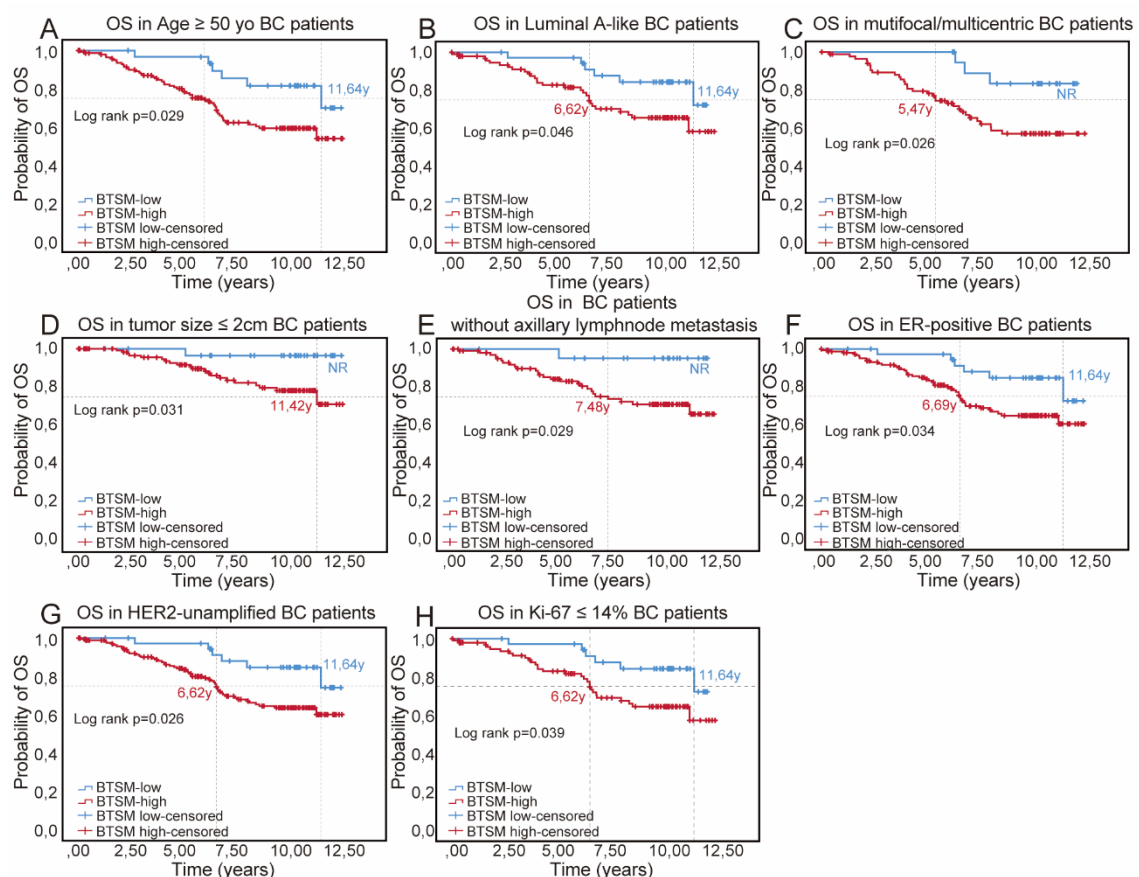 A OS in Age ≥ 50 yo BC patients
Probability of OS
1,0
0,8
0,6
0,4
0,2
0,0
11,64y
Log rank p=0.029
BTSM-low
BTSM-high
BTSM low-censored
BTSM high-censored
,00 2,50 5,00 7,50 10,00 12,50
Time (years)
B OS in Luminal A-like BC patients
Probability of OS
1,0
0,8
0,6
0,4
0,2
0,0
11,64y
6,62y
Log rank p=0.046
BTSM-low
BTSM-high
BTSM low-censored
BTSM high-censored
,00 2,50 5,00 7,50 10,00 12,50
Time (years)
C OS in mutifocal/multicentric BC patients
Probability of OS
1,0
0,8
0,6
0,4
0,2
0,0
NR
5,47y
Log rank p=0.026
BTSM-low
BTSM-high
BTSM low-censored
BTSM high-censored
,00 2,50 5,00 7,50 10,00 12,50
Time (years)
D OS in tumor size ≤ 2cm BC patients
Probability of OS
1,0
0,8
0,6
0,4
0,2
0,0
NR
11,42y
Log rank p=0.031
BTSM-low
BTSM-high
BTSM low-censored
BTSM high-censored
,00 2,50 5,00 7,50 10,00 12,50
Time (years)
OS in BC patients
E without axillary lymphnode metastasis
Probability of OS
1,0
0,8
0,6
0,4
0,2
0,0
NR
7,48y
Log rank p=0.029
BTSM-low
BTSM-high
BTSM low-censored
BTSM high-censored
,00 2,50 5,00 7,50 10,00 12,50
Time (years)
F OS in ER-positive BC patients
Probability of OS
1,0
0,8
0,6
0,4
0,2
0,0
11,64y
6,69y
Log rank p=0.034
BTSM-low
BTSM-high
BTSM low-censored
BTSM high-censored
,00 2,50 5,00 7,50 10,00 12,50
Time (years)
G OS in HER2-unamplified BC patients
Probability of OS
1,0
0,8
0,6
0,4
0,2
0,0
11,64y
6,62y
Log rank p=0.026
BTSM-low
BTSM-high
BTSM low-censored
BTSM high-censored
,00 2,50 5,00 7,50 10,00 12,50
Time (years)
H OS in Ki-67 ≤ 14% BC patients
Probability of OS
1,0
0,8
0,6
0,4
0,2
0,0
11,64y
6,62y
Log rank p=0.039
BTSM-low
BTSM-high
BTSM low-censored
BTSM high-censored
,00 2,50 5,00 7,50 10,00 12,50
Time (years)